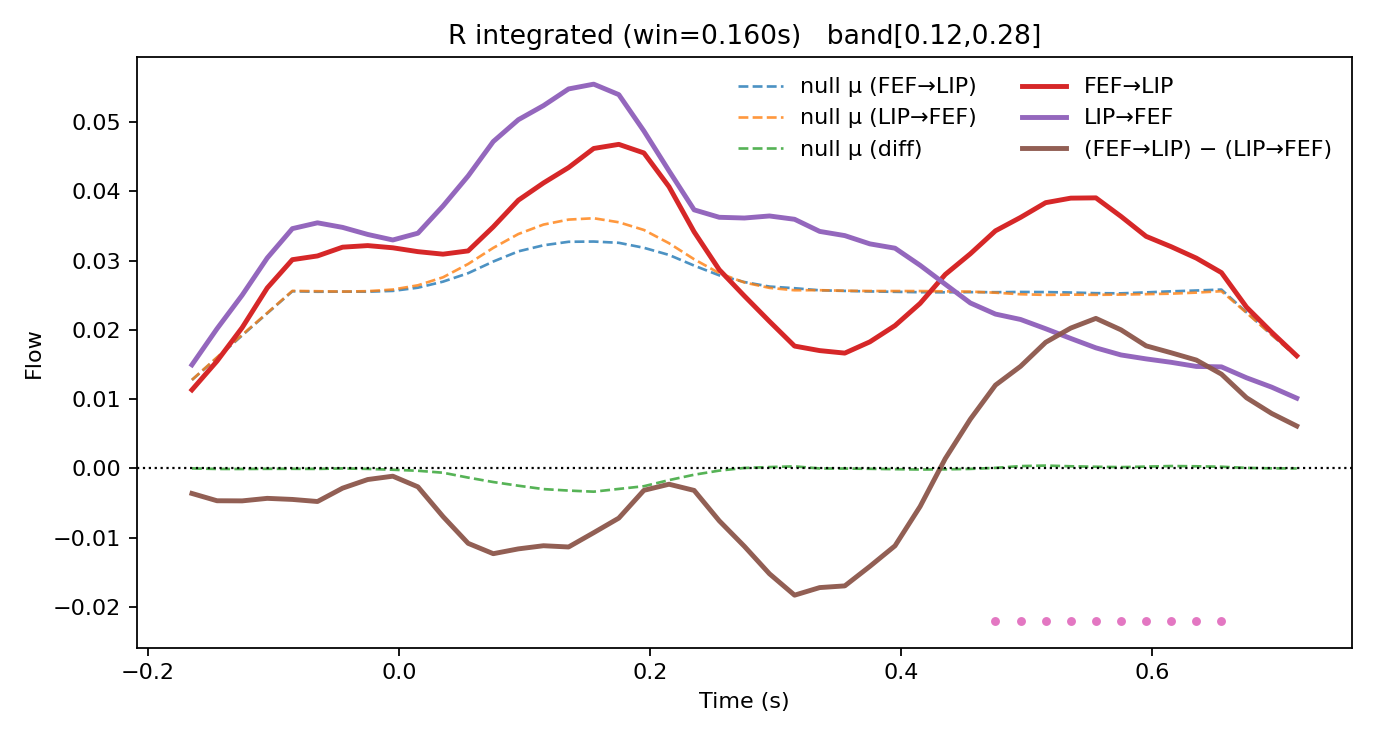 R integrated (win=0.160s)   band[0.12,0.28]
null μ (FEF→LIP)
null μ (LIP→FEF)
null μ (diff)
FEF→LIP
LIP→FEF
(FEF→LIP) − (LIP→FEF)
Flow
0.05
0.04
0.03
0.02
0.01
0.00
−0.01
−0.02
−0.2
0.0
0.2
0.4
0.6
Time (s)